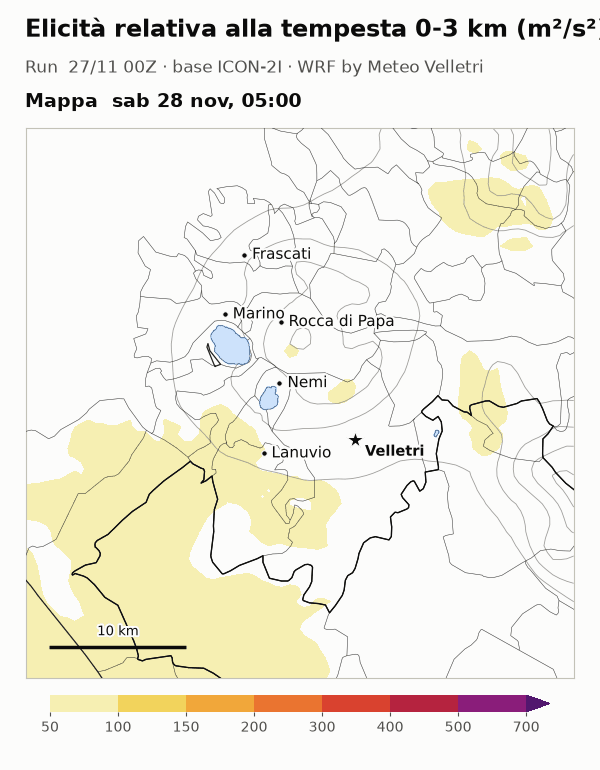 Elicità relativa alla tempesta 0-3 km (m²/s²)
Run  27/11 00Z · base ICON-2I · WRF by Meteo Velletri
Mappa  sab 28 nov, 05:00
Frascati
Marino
Rocca di Papa
Nemi
Velletri
Lanuvio
10 km
50 100 150 200 300 400 500 700